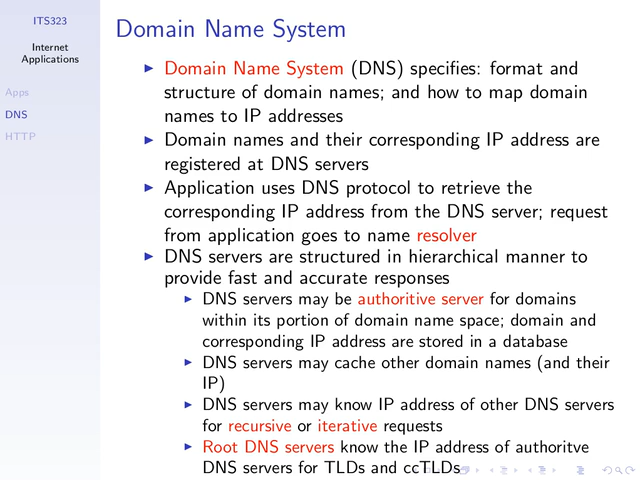 ITS323
Internet
Applications
Apps
DNS
HTTP
Domain Name System
Domain Name System (DNS) specifies: format and
structure of domain names; and how to map domain
names to IP addresses
Domain names and their corresponding IP address are
registered at DNS servers
Application uses DNS protocol to retrieve the
corresponding IP address from the DNS server; request
from application goes to name resolver
DNS servers are structured in hierarchical manner to
provide fast and accurate responses
DNS servers may be authoritive server for domains
within its portion of domain name space; domain and
corresponding IP address are stored in a database
DNS servers may cache other domain names (and their
IP)
DNS servers may know IP address of other DNS servers
for recursive or iterative requests
Root DNS servers know the IP address of authoritve
DNS servers for TLDs and ccTLDs